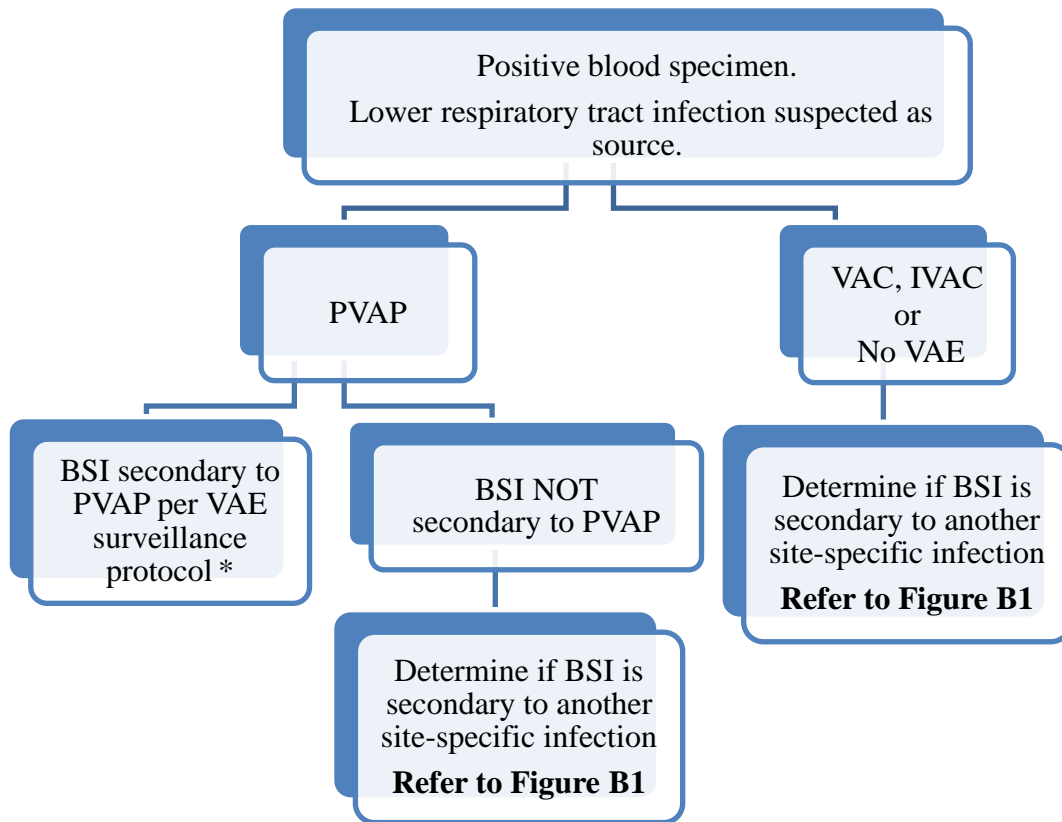 Positive blood specimen.
Lower respiratory tract infection suspected as
source.
PVAP
VAC, IVAC
or
No VAE
BSI secondary to
PVAP per VAE
surveillance
protocol *
BSI NOT
secondary to PVAP
Determine if BSI is
secondary to another
site-specific infection
Refer to Figure B1
Determine if BSI is
secondary to another
site-specific infection
Refer to Figure B1